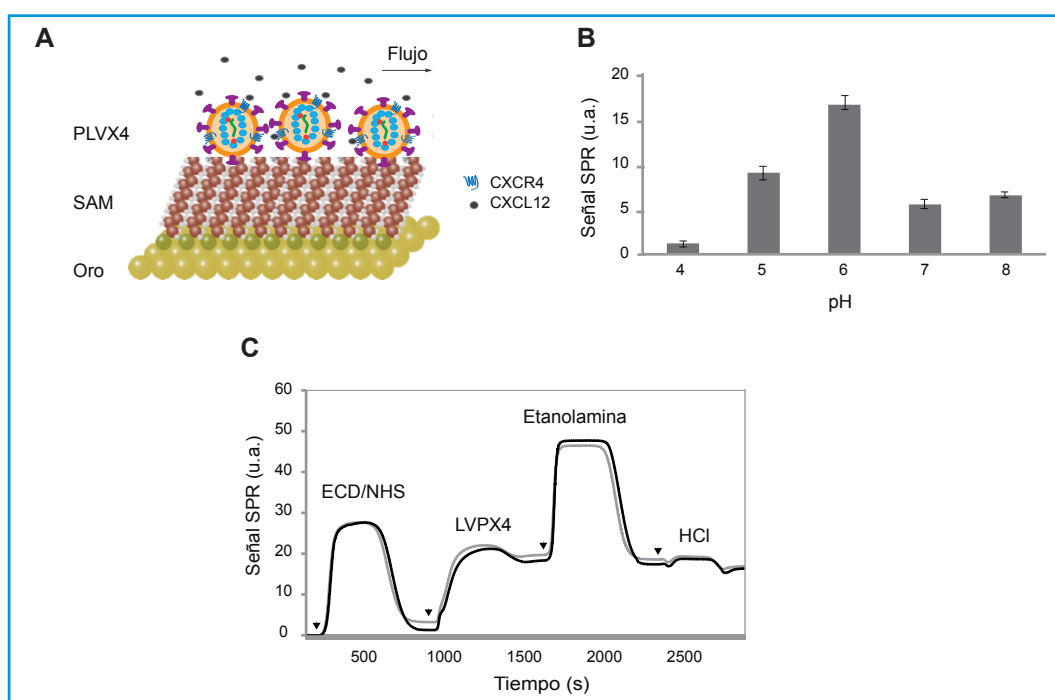 A
Flujo
PLVX4
SAM
Oro
CXCR4
CXCL12
B
Señal SPR (u.a.)
20
15
10
5
0
4 5 6 7 8
pH
C
Señal SPR (u.a.)
60
50
40
30
20
10
0
ECD/NHS
LVPX4
Etanolamina
HCl
500 1000 1500 2000 2500
Tiempo (s)